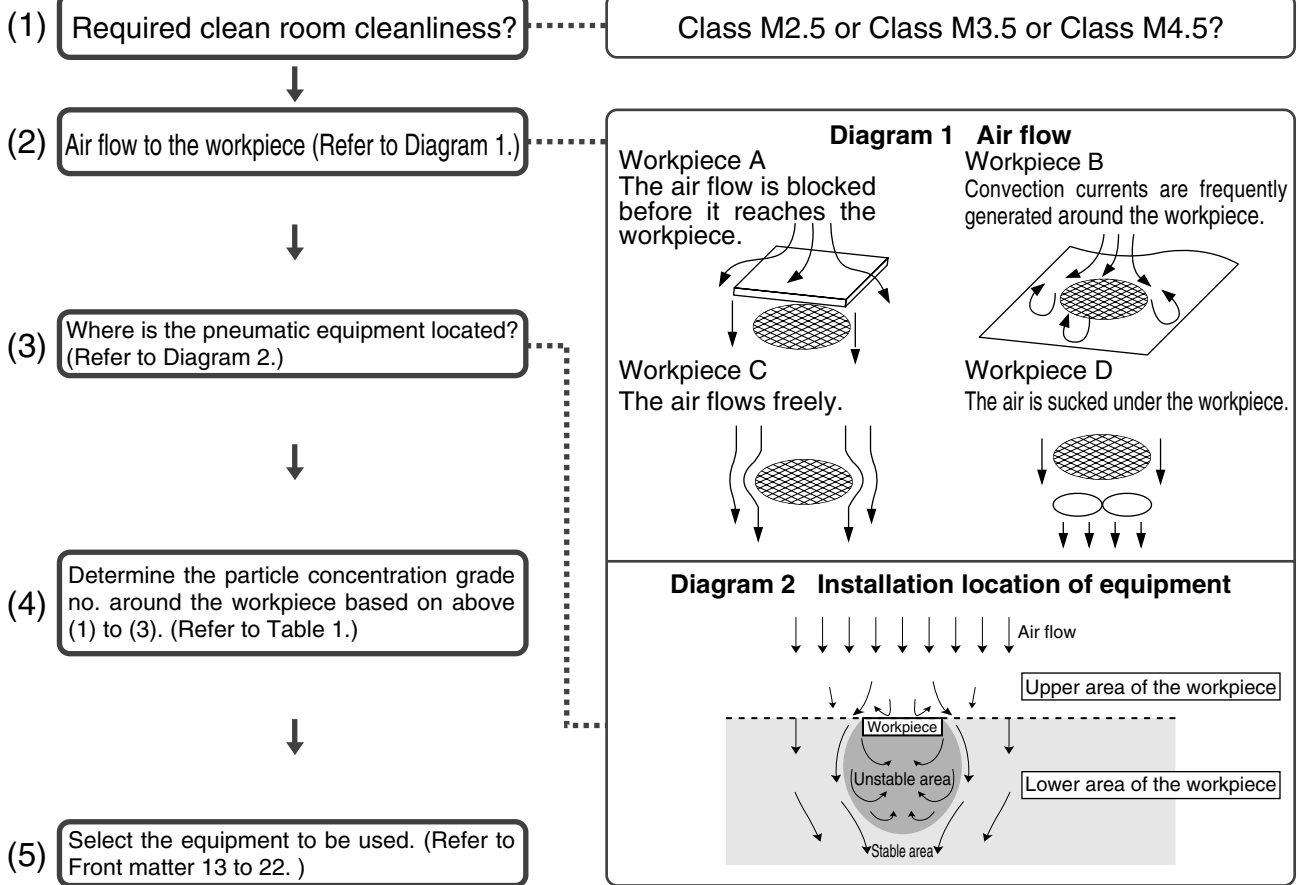 (1)
Required clean room cleanliness?
Class M2.5 or Class M3.5 or Class M4.5?
(2)
Air flow to the workpiece (Refer to Diagram 1.)
Diagram 1 Air flow
Workpiece A
The air flow is blocked
before it reaches the
workpiece.
Workpiece B
Convection currents are frequently
generated around the workpiece.
(3)
Where is the pneumatic equipment located?
(Refer to Diagram 2.)
Workpiece C
The air flows freely.
Workpiece D
The air is sucked under the workpiece.
(4)
Determine the particle concentration grade
no. around the workpiece based on above
(1) to (3). (Refer to Table 1.)
Diagram 2 Installation location of equipment
Air flow
Upper area of the workpiece
Workpiece
Unstable area
Lower area of the workpiece
Stable area
(5)
Select the equipment to be used. (Refer to
Front matter 13 to 22. )